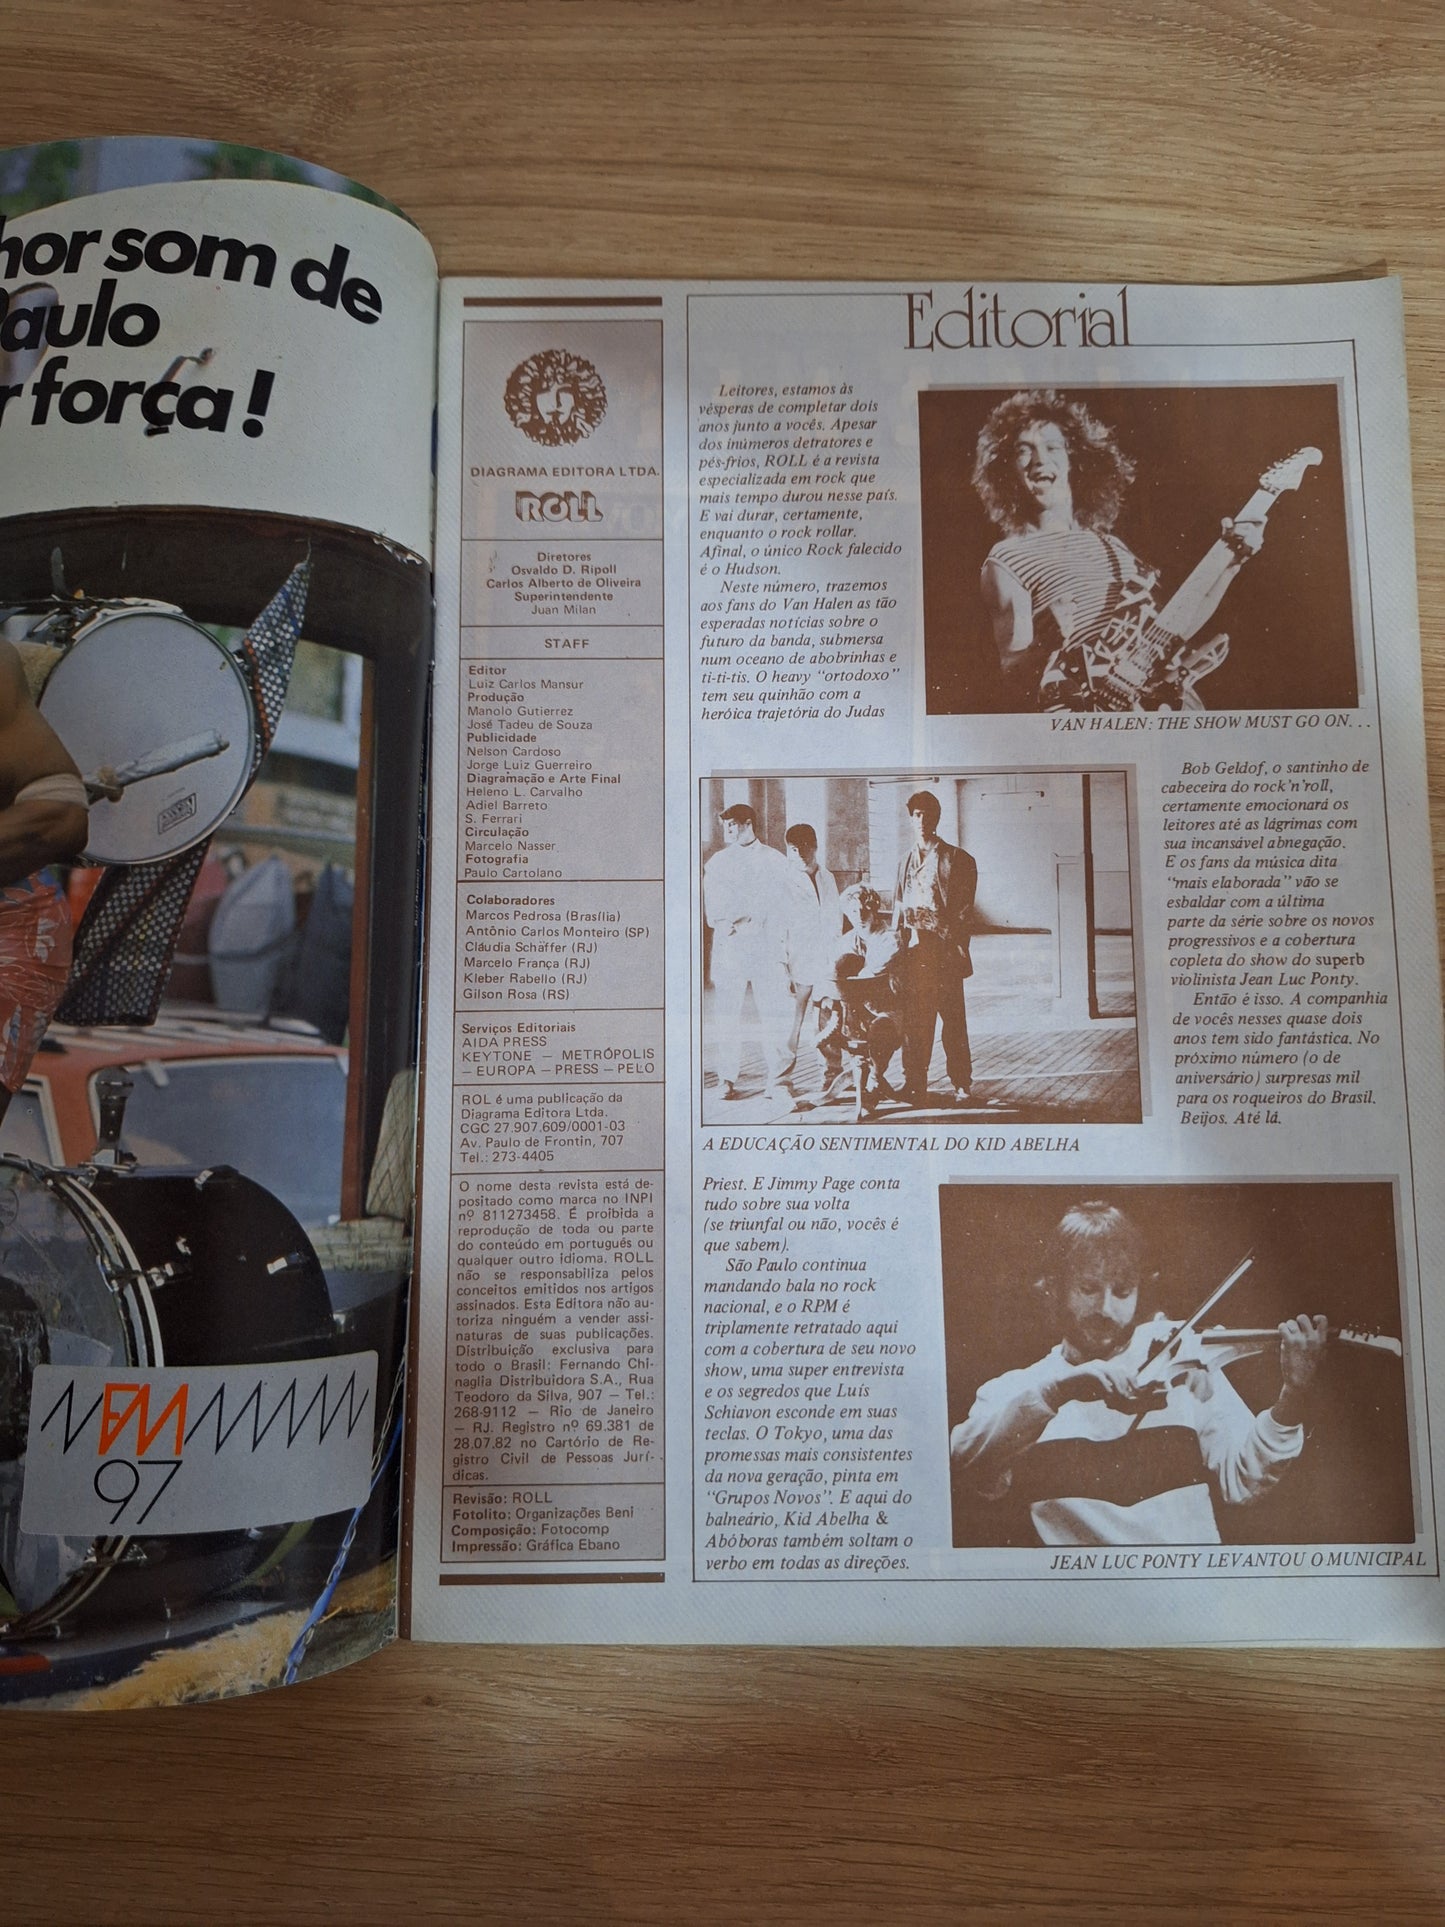 hor som de
Paulo
r força!
FM
97
DIAGRAMA EDITORA LTDA.
ROLL
Diretores
Osvaldo D. Ripoll
Carlos Alberto de Oliveira
Superintendente
Juan Milan
STAFF
Editor
Luiz Carlos Mansur
Produção
Manolo Gutierrez
José Tadeu de Souza
Publicidade
Nelson Cardoso
Jorge Luiz Guerreiro
Diagramação e Arte Final
Heleno L. Carvalho
Adiel Barreto
S. Ferrari
Circulação
Marcelo Nasser
Fotografia
Paulo Cartolano
Colaboradores
Marcos Pedrosa (Brasília)
Antônio Carlos Monteiro (SP)
Cláudia Schäffer (RJ)
Marcelo França (RJ)
Kleber Rabello (RJ)
Gilson Rosa (RS)
Serviços Editoriais
AIDA PRESS
KEYTONE — METRÓPOLIS
— EUROPA — PRESS — PELO
ROL é uma publicação da
Diagrama Editora Ltda.
CGC 27.907.609/0001-03
Av. Paulo de Frontin, 707
Tel.: 273-4405
O nome desta revista está de-
positado como marca no INPI
nº 811273458. É proibida a
reprodução de toda ou parte
do conteúdo em português ou
qualquer outro idioma. ROLL
não se responsabiliza pelos
conceitos emitidos nos artigos
assinados. Esta Editora não au-
toriza ninguém a vender assi-
naturas de suas publicações.
Distribuição exclusiva para
todo o Brasil: Fernando Chi-
naglia Distribuidora S.A., Rua
Teodoro da Silva, 907 — Tel.:
268-9112 — Rio de Janeiro
— RJ. Registro nº 69.381 de
28.07.82 no Cartório de Re-
gistro Civil de Pessoas Jurí-
dicas.
Revisão: ROLL
Fotolito: Organizações Beni
Composição: Fotocomp
Impressão: Gráfica Ebano
Editorial
Leitores, estamos às
vésperas de completar dois
anos junto a vocês. Apesar
dos inúmeros detratores e
pés-frios, ROLL é a revista
especializada em rock que
mais tempo durou nesse país.
E vai durar, certamente,
enquanto o rock rollar.
Afinal, o único Rock falecido
é o Hudson.
Neste número, trazemos
aos fans do Van Halen as tão
esperadas notícias sobre o
futuro da banda, submersa
num oceano de abobrinhas e
ti-ti-tis. O heavy "ortodoxo"
tem seu quinhão com a
heróica trajetória do Judas
VAN HALEN: THE SHOW MUST GO ON...
A EDUCAÇÃO SENTIMENTAL DO KID ABELHA
Priest. E Jimmy Page conta
tudo sobre sua volta
(se triunfal ou não, vocês é
que sabem).
São Paulo continua
mandando bala no rock
nacional, e o RPM é
triplamente retratado aqui
com a cobertura de seu novo
show, uma super entrevista
e os segredos que Luís
Schiavon esconde em suas
teclas. O Tokyo, uma das
promessas mais consistentes
da nova geração, pinta em
"Grupos Novos". E aqui do
balneário, Kid Abelha &
Abóboras também soltam o
verbo em todas as direções.
Bob Geldof, o santinho de
cabeceira do rock'n'roll,
certamente emocionará os
leitores até as lágrimas com
sua incansável abnegação.
E os fans da música dita
"mais elaborada" vão se
esbaldar com a última
parte da série sobre os novos
progressivos e a cobertura
copleta do show do superb
violinista Jean Luc Ponty.
Então é isso. A companhia
de vocês nesses quase dois
anos tem sido fantástica. No
próximo número (o de
aniversário) surpresas mil
para os roqueiros do Brasil.
Beijos. Até lá.
JEAN LUC PONTY LEVANTOU O MUNICIPAL